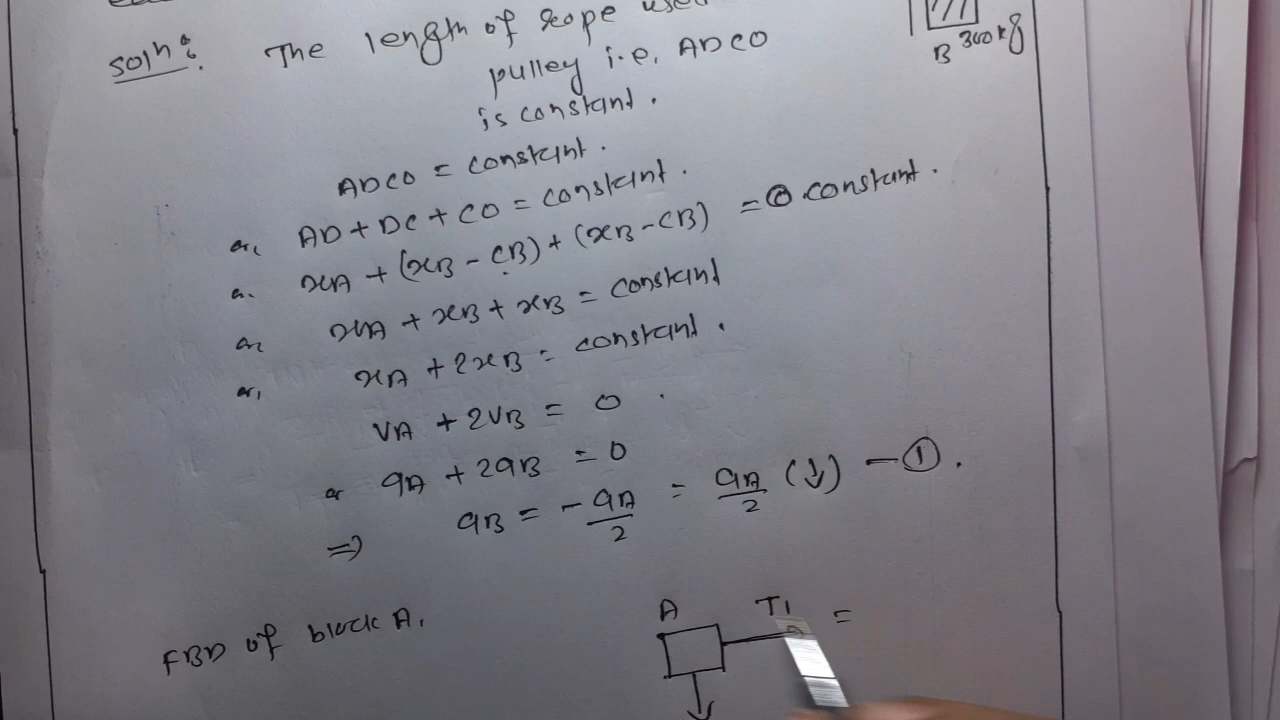 Soln: The length of rope used
pulley i.e. ADCO
is constant.
B 300kg
ADCO = constant.
or, AD + DC + CO = constant.
or, xA + (xB - CB) + (xB - CB) = 0 constant.
or, xA + xB + xB = constant
or, xA + 2xB = constant.
VA + 2VB = 0.
or aA + 2aB = 0
⇒ aB = -aA/2 = aA/2 (↓) - ①.
FBD of block A.
A T1 =